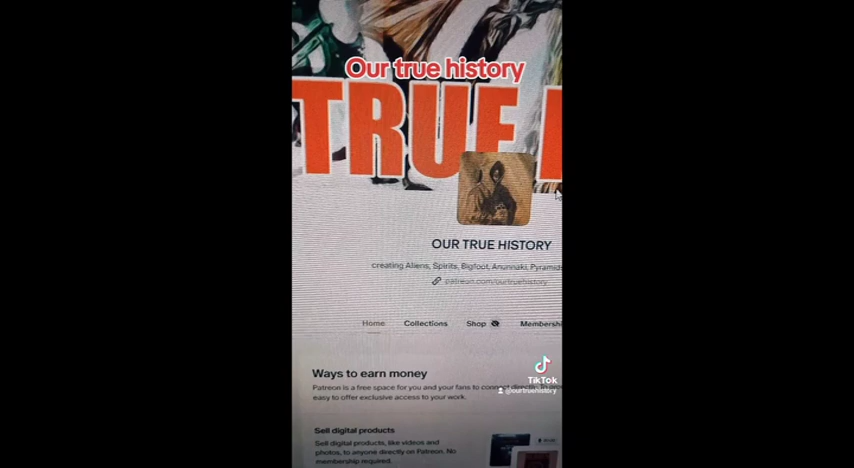 Our true history
TRUE
OUR TRUE HISTORY
creating Aliens, Spirits, Bigfoot, Anunnaki, Pyramids
patreon.com/ourtruehistory
Home Collections Shop Membershi
Ways to earn money
Patreon is a free space for you and your fans to connect directly.
easy to offer exclusive access to your work.
TikTok
@ourtruehistory
Sell digital products
Sell digital products, like videos and
photos, to anyone directly on Patreon. No
membership required.